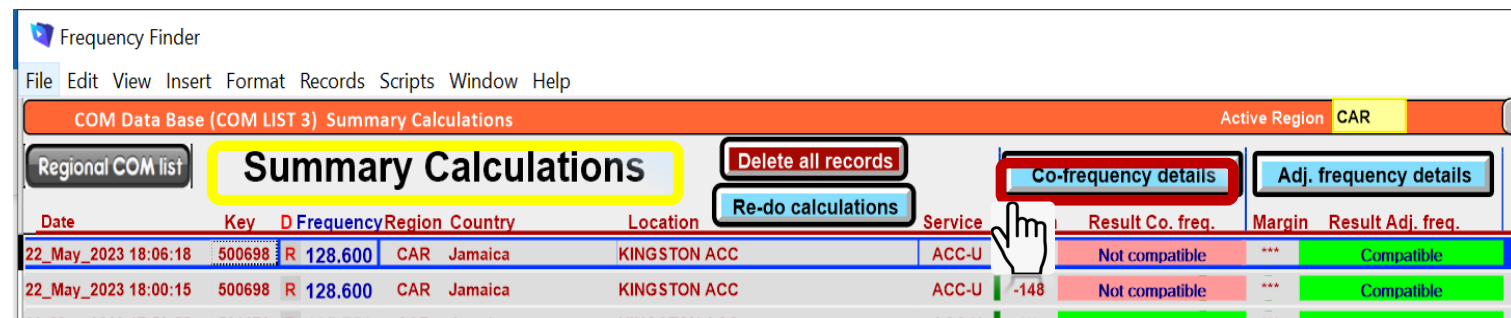 Frequency Finder
File Edit View Insert Format Records Scripts Window Help
COM Data Base (COM LIST 3) Summary Calculations Active Region CAR
Regional COM list Summary Calculations Delete all records Co-frequency details Adj. frequency details
Re-do calculations
Date Key D Frequency Region Country Location Service Result Co. freq. Margin Result Adj. freq.
22_May_2023 18:06:18 500698 R 128.600 CAR Jamaica KINGSTON ACC ACC-U Not compatible *** Compatible
22_May_2023 18:00:15 500698 R 128.600 CAR Jamaica KINGSTON ACC ACC-U -148 Not compatible *** Compatible